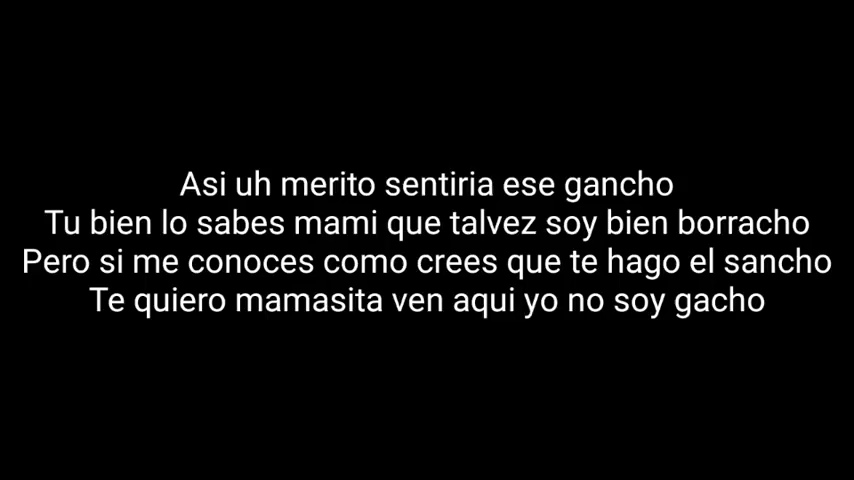 Asi uh merito sentiria ese gancho
Tu bien lo sabes mami que talvez soy bien borracho
Pero si me conoces como crees que te hago el sancho
Te quiero mamasita ven aqui yo no soy gacho